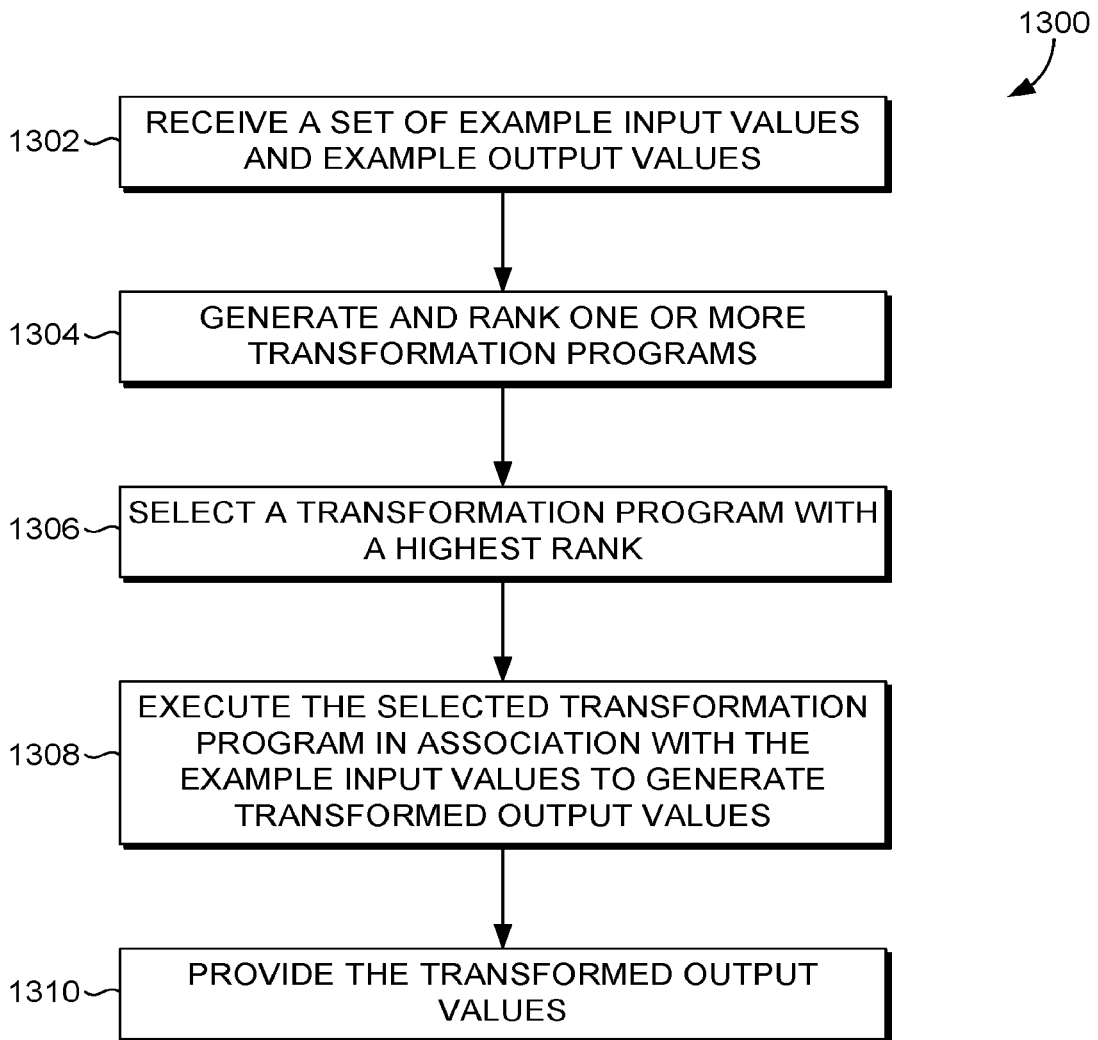 1300
1302
RECEIVE A SET OF EXAMPLE INPUT VALUES
AND EXAMPLE OUTPUT VALUES
1304
GENERATE AND RANK ONE OR MORE
TRANSFORMATION PROGRAMS
1306
SELECT A TRANSFORMATION PROGRAM WITH
A HIGHEST RANK
1308
EXECUTE THE SELECTED TRANSFORMATION
PROGRAM IN ASSOCIATION WITH THE
EXAMPLE INPUT VALUES TO GENERATE
TRANSFORMED OUTPUT VALUES
1310
PROVIDE THE TRANSFORMED OUTPUT
VALUES